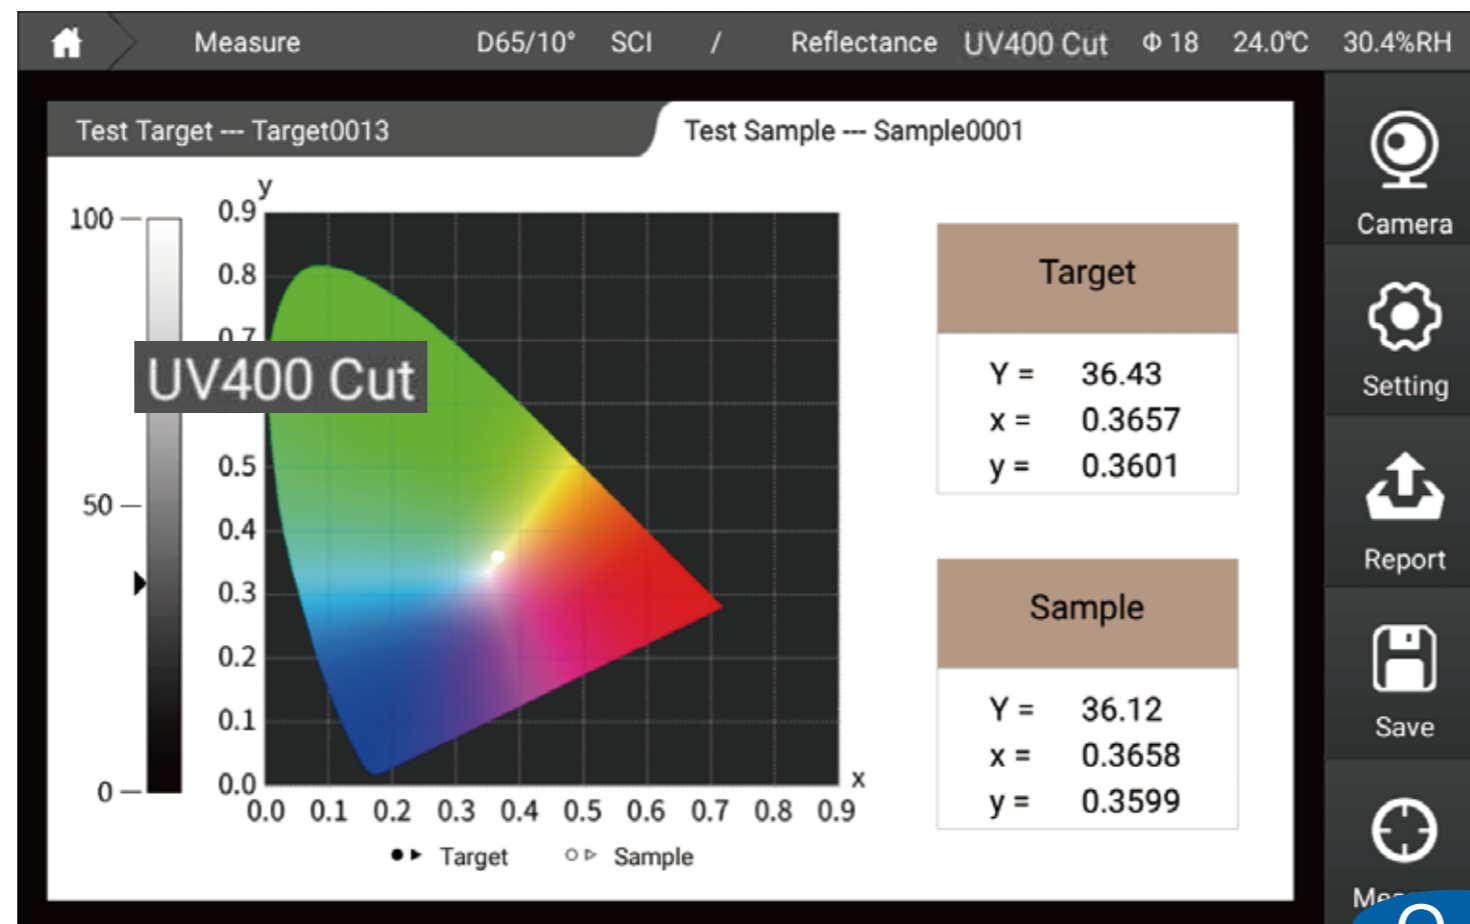 Measure D65/10° SCI / Reflectance UV400 Cut Φ 18 24.0℃ 30.4%RH
Test Target --- Target0013
Test Sample --- Sample0001
y
100
50
0
0.9
0.8
0.7
UV400 Cut
0.5
0.4
0.3
0.2
0.1
0.0
0.0 0.1 0.2 0.3 0.4 0.5 0.6 0.7 0.8 0.9
x
Target Sample
Target
Y = 36.43
x = 0.3657
y = 0.3601
Sample
Y = 36.12
x = 0.3658
y = 0.3599
Camera
Setting
Report
Save